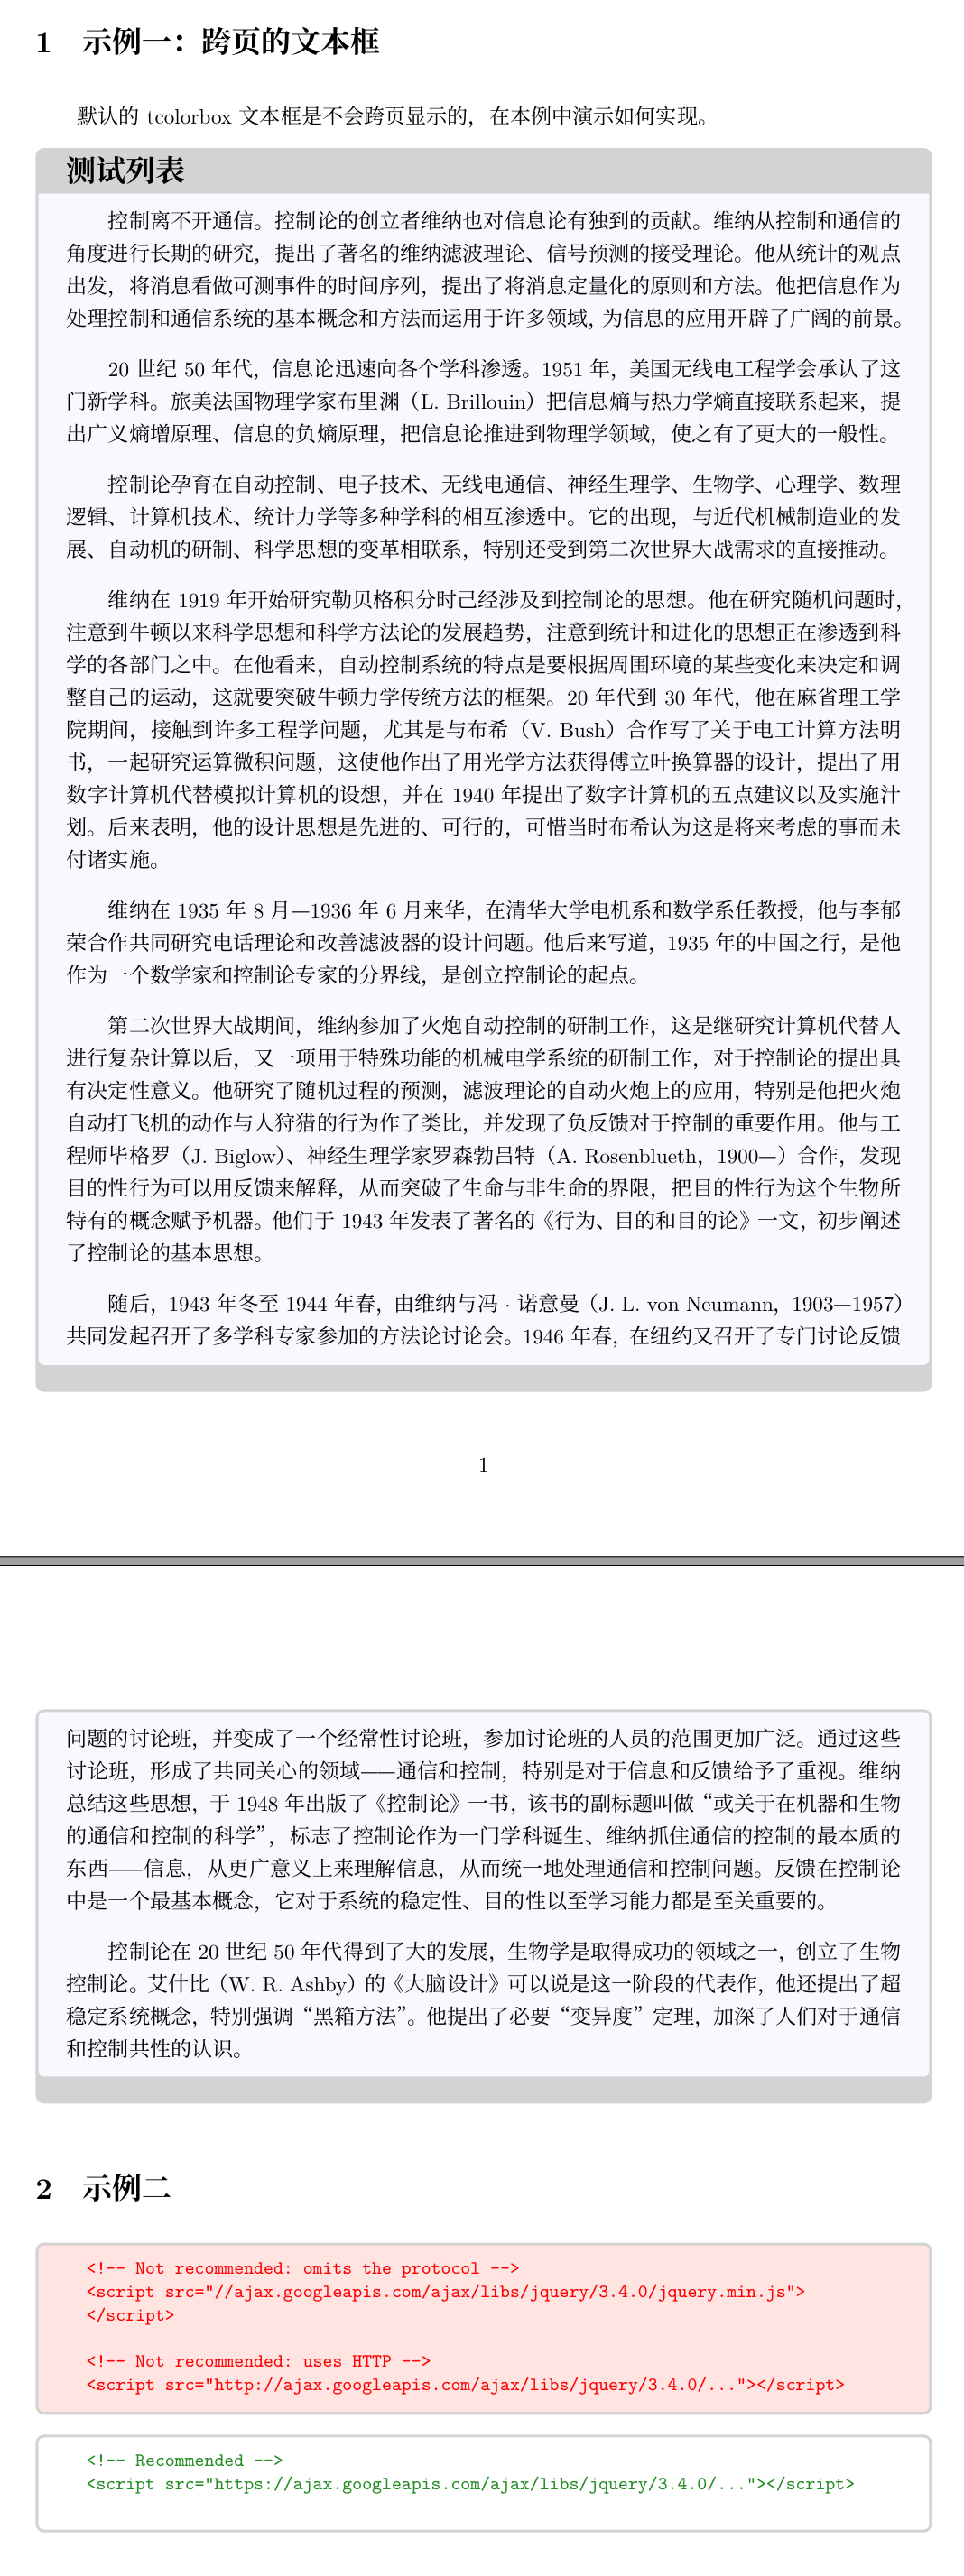 1 示例一：跨页的文本框
默认的 tcolorbox 文本框是不会跨页显示的，在本例中演示如何实现。
测试列表
控制离不开通信。控制论的创立者维纳也对信息论有独到的贡献。维纳从控制和通信的
角度进行长期的研究，提出了著名的维纳滤波理论、信号预测的接受理论。他从统计的观点
出发，将消息看做可测事件的时间序列，提出了将消息定量化的原则和方法。他把信息作为
处理控制和通信系统的基本概念和方法而运用于许多领域，为信息的应用开辟了广阔的前景。
20 世纪 50 年代，信息论迅速向各个学科渗透。1951 年，美国无线电工程学会承认了这
门新学科。旅美法国物理学家布里渊（L. Brillouin）把信息熵与热力学熵直接联系起来，提
出广义熵增原理、信息的负熵原理，把信息论推进到物理学领域，使之有了更大的一般性。
控制论孕育在自动控制、电子技术、无线电通信、神经生理学、生物学、心理学、数理
逻辑、计算机技术、统计力学等多种学科的相互渗透中。它的出现，与近代机械制造业的发
展、自动机的研制、科学思想的变革相联系，特别还受到第二次世界大战需求的直接推动。
维纳在 1919 年开始研究勒贝格积分时己经涉及到控制论的思想。他在研究随机问题时，
注意到牛顿以来科学思想和科学方法论的发展趋势，注意到统计和进化的思想正在渗透到科
学的各部门之中。在他看来，自动控制系统的特点是要根据周围环境的某些变化来决定和调
整自己的运动，这就要突破牛顿力学传统方法的框架。20 年代到 30 年代，他在麻省理工学
院期间，接触到许多工程学问题，尤其是与布希（V. Bush）合作写了关于电工计算方法明
书，一起研究运算微积问题，这使他作出了用光学方法获得傅立叶换算器的设计，提出了用
数字计算机代替模拟计算机的设想，并在 1940 年提出了数字计算机的五点建议以及实施汁
划。后来表明，他的设计思想是先进的、可行的，可惜当时布希认为这是将来考虑的事而未
付诸实施。
维纳在 1935 年 8 月—1936 年 6 月来华，在清华大学电机系和数学系任教授，他与李郁
荣合作共同研究电话理论和改善滤波器的设计问题。他后来写道，1935 年的中国之行，是他
作为一个数学家和控制论专家的分界线，是创立控制论的起点。
第二次世界大战期间，维纳参加了火炮自动控制的研制工作，这是继研究计算机代替人
进行复杂计算以后，又一项用于特殊功能的机械电学系统的研制工作，对于控制论的提出具
有决定性意义。他研究了随机过程的预测，滤波理论的自动火炮上的应用，特别是他把火炮
自动打飞机的动作与人狩猎的行为作了类比，并发现了负反馈对于控制的重要作用。他与工
程师毕格罗（J. Biglow）、神经生理学家罗森勃吕特（A. Rosenblueth，1900—）合作，发现
目的性行为可以用反馈来解释，从而突破了生命与非生命的界限，把目的性行为这个生物所
特有的概念赋予机器。他们于 1943 年发表了著名的《行为、目的和目的论》一文，初步阐述
了控制论的基本思想。
随后，1943 年冬至 1944 年春，由维纳与冯 · 诺意曼（J. L. von Neumann，1903—1957）
共同发起召开了多学科专家参加的方法论讨论会。1946 年春，在纽约又召开了专门讨论反馈
1
问题的讨论班，并变成了一个经常性讨论班，参加讨论班的人员的范围更加广泛。通过这些
讨论班，形成了共同关心的领域——通信和控制，特别是对于信息和反馈给予了重视。维纳
总结这些思想，于 1948 年出版了《控制论》一书，该书的副标题叫做“或关于在机器和生物
的通信和控制的科学”，标志了控制论作为一门学科诞生、维纳抓住通信的控制的最本质的
东西——信息，从更广意义上来理解信息，从而统一地处理通信和控制问题。反馈在控制论
中是一个最基本概念，它对于系统的稳定性、目的性以至学习能力都是至关重要的。
控制论在 20 世纪 50 年代得到了大的发展，生物学是取得成功的领域之一，创立了生物
控制论。艾什比（W. R. Ashby）的《大脑设计》可以说是这一阶段的代表作，他还提出了超
稳定系统概念，特别强调“黑箱方法”。他提出了必要“变异度”定理，加深了人们对于通信
和控制共性的认识。
2 示例二
<!-- Not recommended: omits the protocol -->
<script src="//ajax.googleapis.com/ajax/libs/jquery/3.4.0/jquery.min.js">
</script>
<!-- Not recommended: uses HTTP -->
<script src="http://ajax.googleapis.com/ajax/libs/jquery/3.4.0/..."></script>
<!-- Recommended -->
<script src="https://ajax.googleapis.com/ajax/libs/jquery/3.4.0/..."></script>